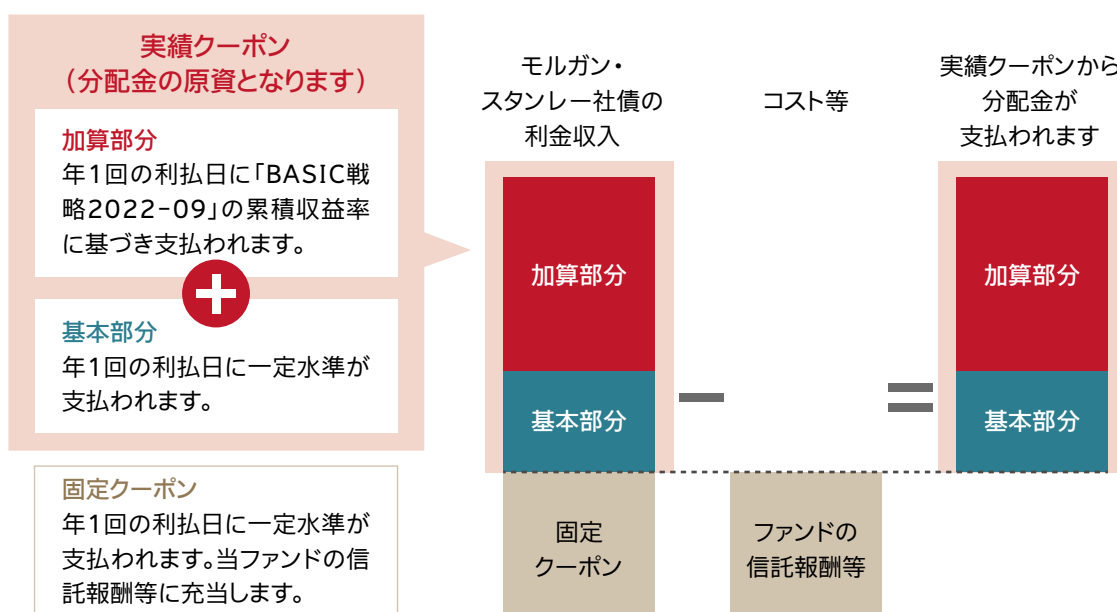 実績クーポン
(分配金の原資となります)
加算部分
年1回の利払日に「BASIC戦
略2022-09」の累積収益率
に基づき支払われます。
基本部分
年1回の利払日に一定水準が
支払われます。
固定クーポン
年1回の利払日に一定水準が
支払われます。当ファンドの信
託報酬等に充当します。
モルガン・
スタンレー社債の
利金収入
加算部分
基本部分
固定
クーポン
コスト等
ファンドの
信託報酬等
実績クーポンから
分配金が
支払われます
加算部分
基本部分